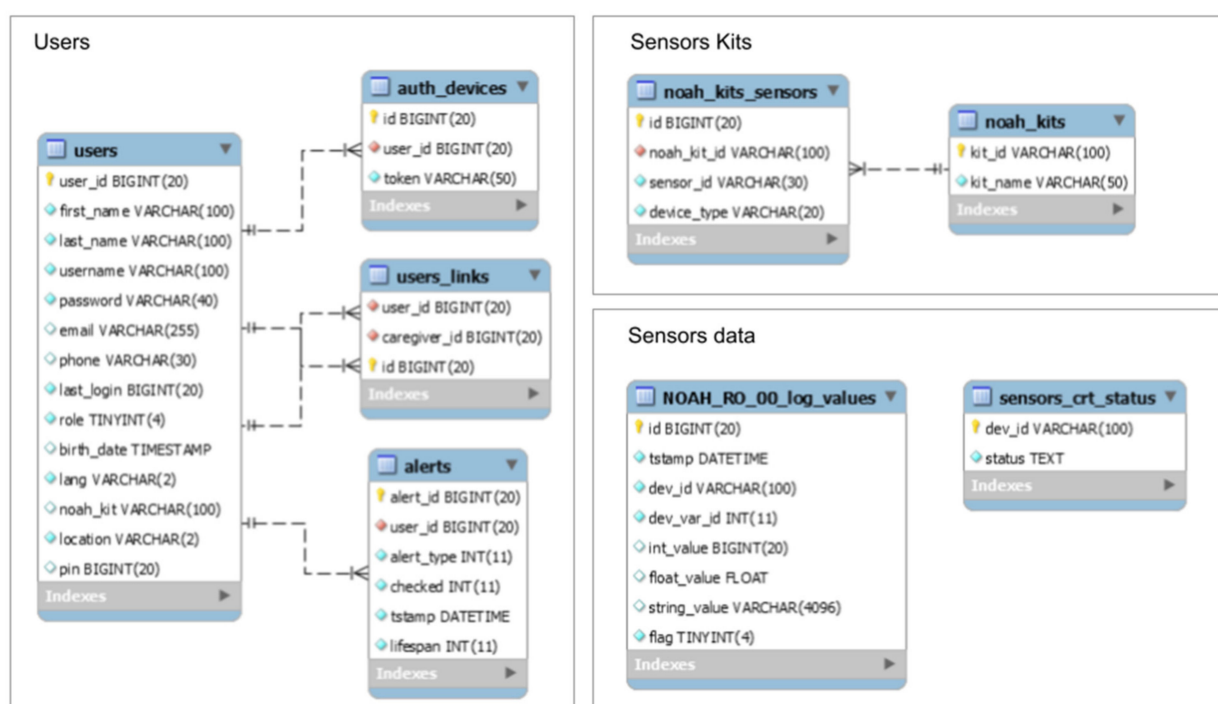 Users
users
user_id BIGINT(20)
first_name VARCHAR(100)
last_name VARCHAR(100)
username VARCHAR(100)
password VARCHAR(40)
email VARCHAR(255)
phone VARCHAR(30)
last_login BIGINT(20)
role TINYINT(4)
birth_date TIMESTAMP
lang VARCHAR(2)
noah_kit VARCHAR(100)
location VARCHAR(2)
pin BIGINT(20)
Indexes
auth_devices
id BIGINT(20)
user_id BIGINT(20)
token VARCHAR(50)
Indexes
users_links
user_id BIGINT(20)
caregiver_id BIGINT(20)
id BIGINT(20)
Indexes
alerts
alert_id BIGINT(20)
user_id BIGINT(20)
alert_type INT(11)
checked INT(11)
tstamp DATETIME
lifespan INT(11)
Indexes
Sensors Kits
noah_kits_sensors
id BIGINT(20)
noah_kit_id VARCHAR(100)
sensor_id VARCHAR(30)
device_type VARCHAR(20)
Indexes
noah_kits
kit_id VARCHAR(100)
kit_name VARCHAR(50)
Indexes
Sensors data
NOAH_RO_00_log_values
id BIGINT(20)
tstamp DATETIME
dev_id VARCHAR(100)
dev_var_id INT(11)
int_value BIGINT(20)
float_value FLOAT
string_value VARCHAR(4096)
flag TINYINT(4)
Indexes
sensors_crt_status
dev_id VARCHAR(100)
status TEXT
Indexes